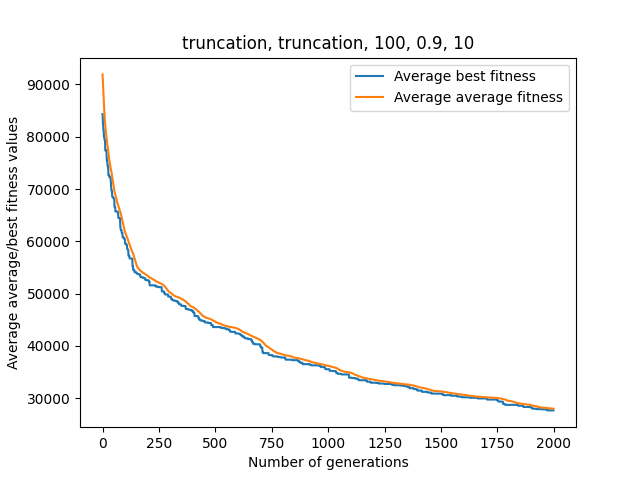 truncation, truncation, 100, 0.9, 10
Average best fitness
Average average fitness
Average average/best fitness values
90000
80000
70000
60000
50000
40000
30000
0 250 500 750 1000 1250 1500 1750 2000
Number of generations